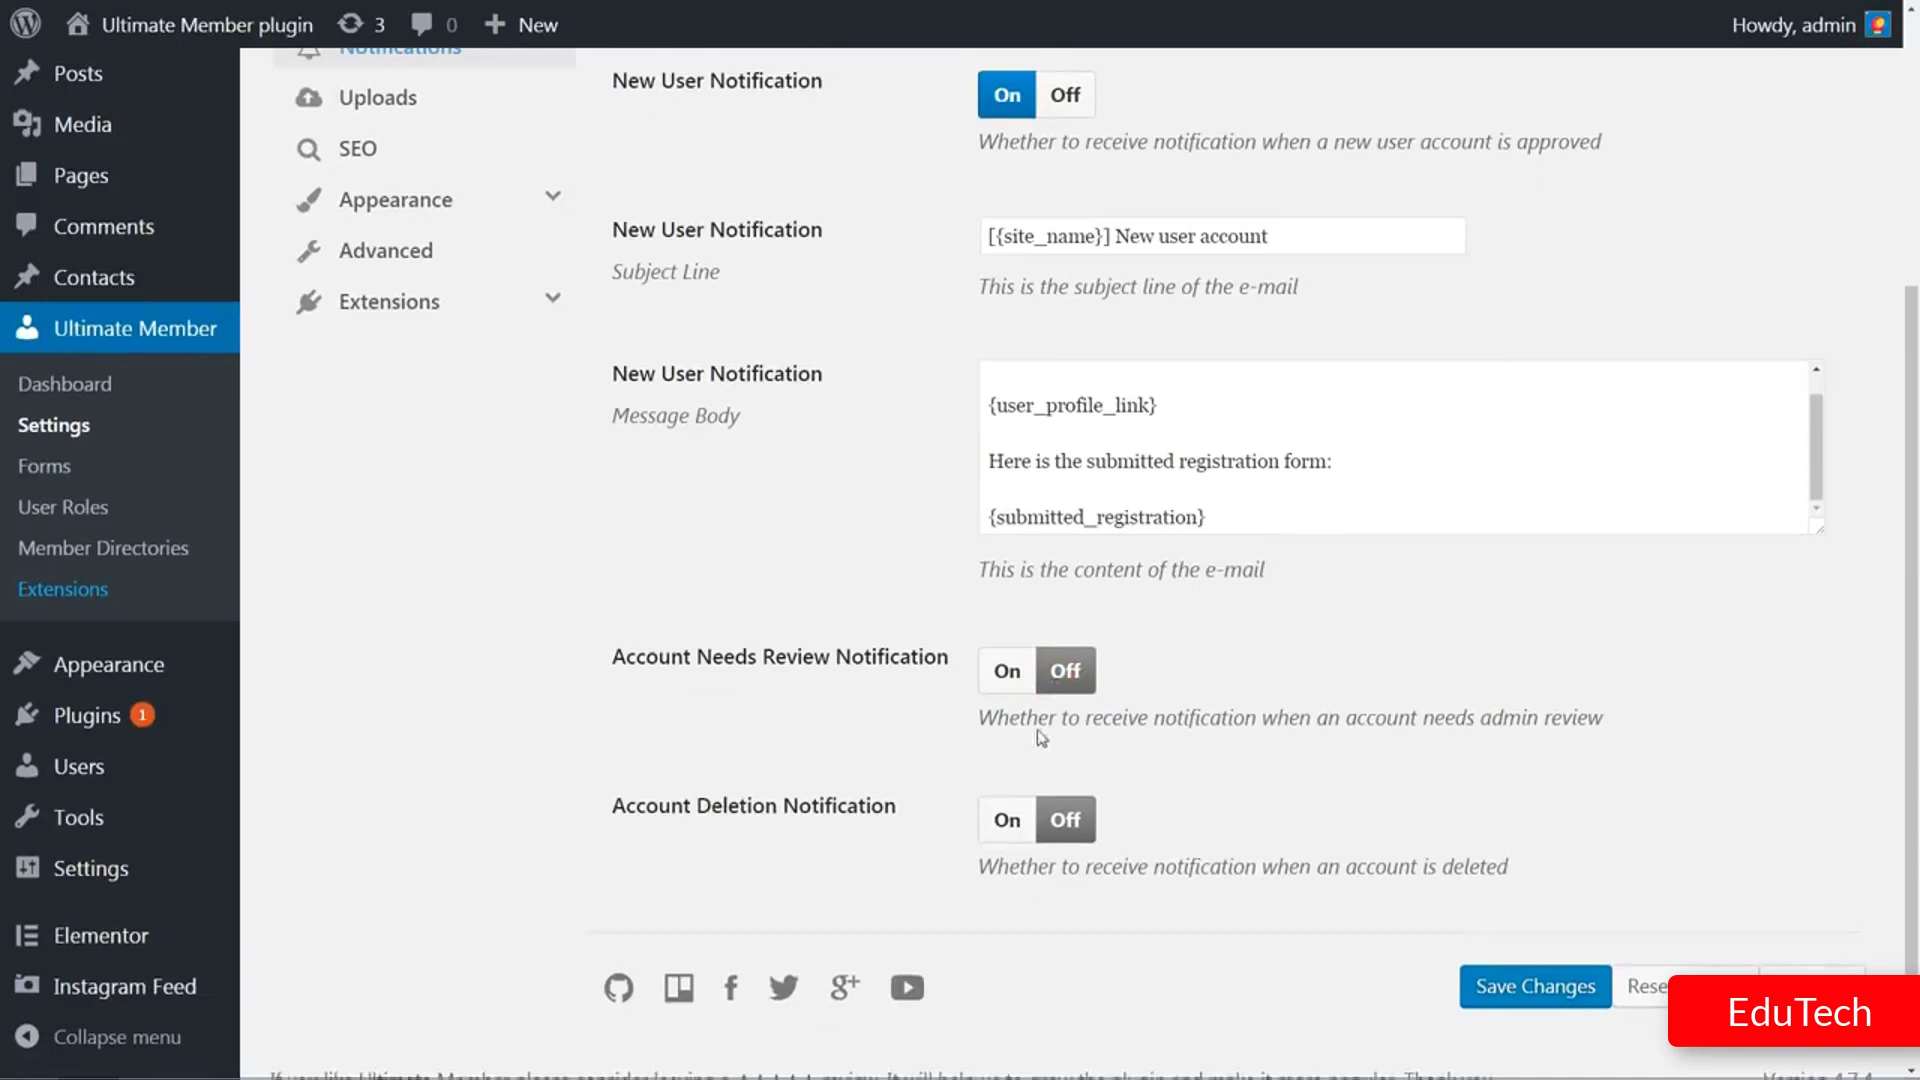 Ultimate Member plugin 3 0 New Howdy, admin
Posts
Media
Pages
Comments
Contacts
Ultimate Member
Dashboard
Settings
Forms
User Roles
Member Directories
Extensions
Appearance
Plugins 1
Users
Tools
Settings
Elementor
Instagram Feed
Collapse menu
Notifications
Uploads
SEO
Appearance
Advanced
Extensions
New User Notification
On Off
Whether to receive notification when a new user account is approved
New User Notification
Subject Line
[{site_name}] New user account
This is the subject line of the e-mail
New User Notification
Message Body
{user_profile_link}
Here is the submitted registration form:
{submitted_registration}
This is the content of the e-mail
Account Needs Review Notification
On Off
Whether to receive notification when an account needs admin review
Account Deletion Notification
On Off
Whether to receive notification when an account is deleted
Save Changes
EduTech